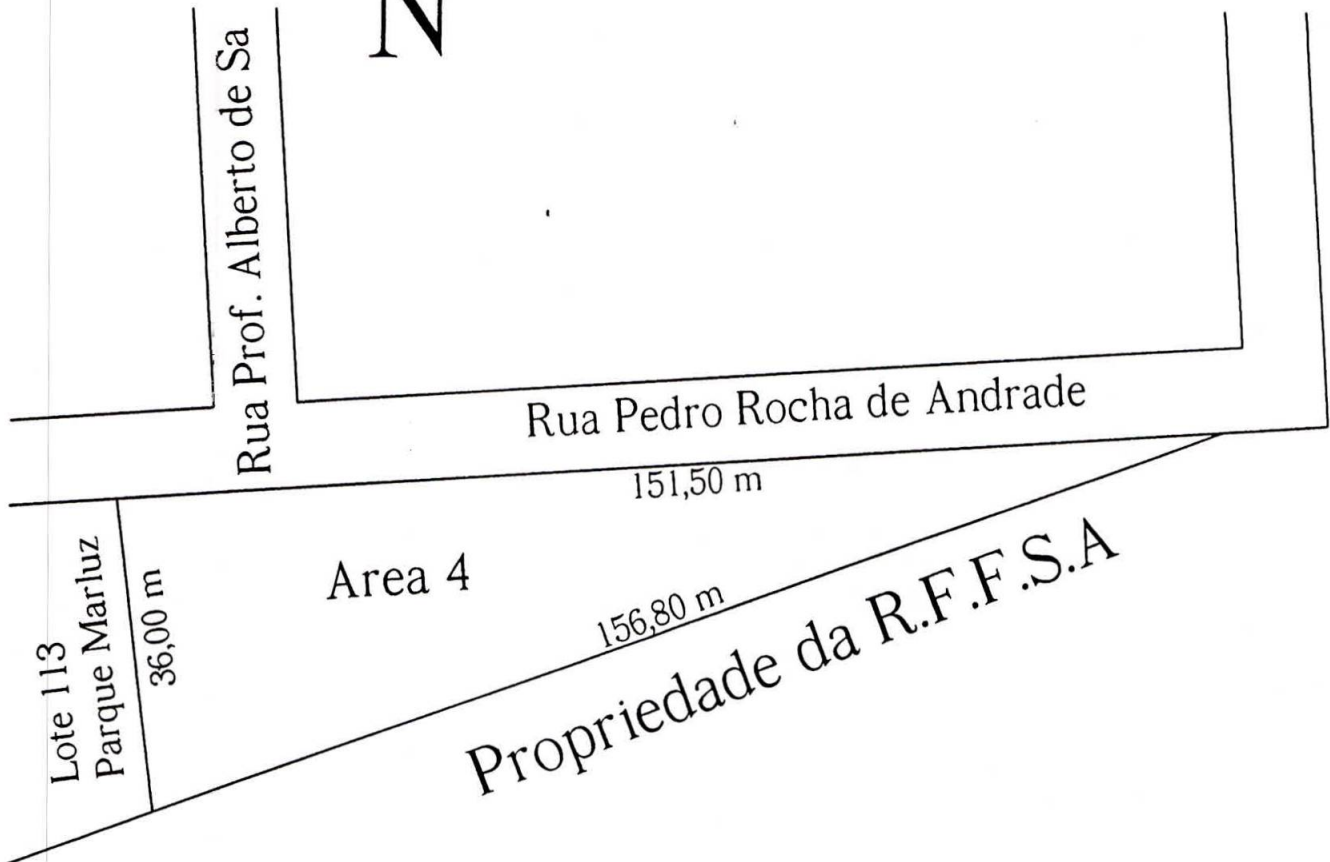 N
Rua Prof. Alberto de Sa
Rua Pedro Rocha de Andrade
151,50 m
Area 4
156,80 m
36,00 m
Lote 113
Parque Marluz
Propriedade da R.F.F.S.A